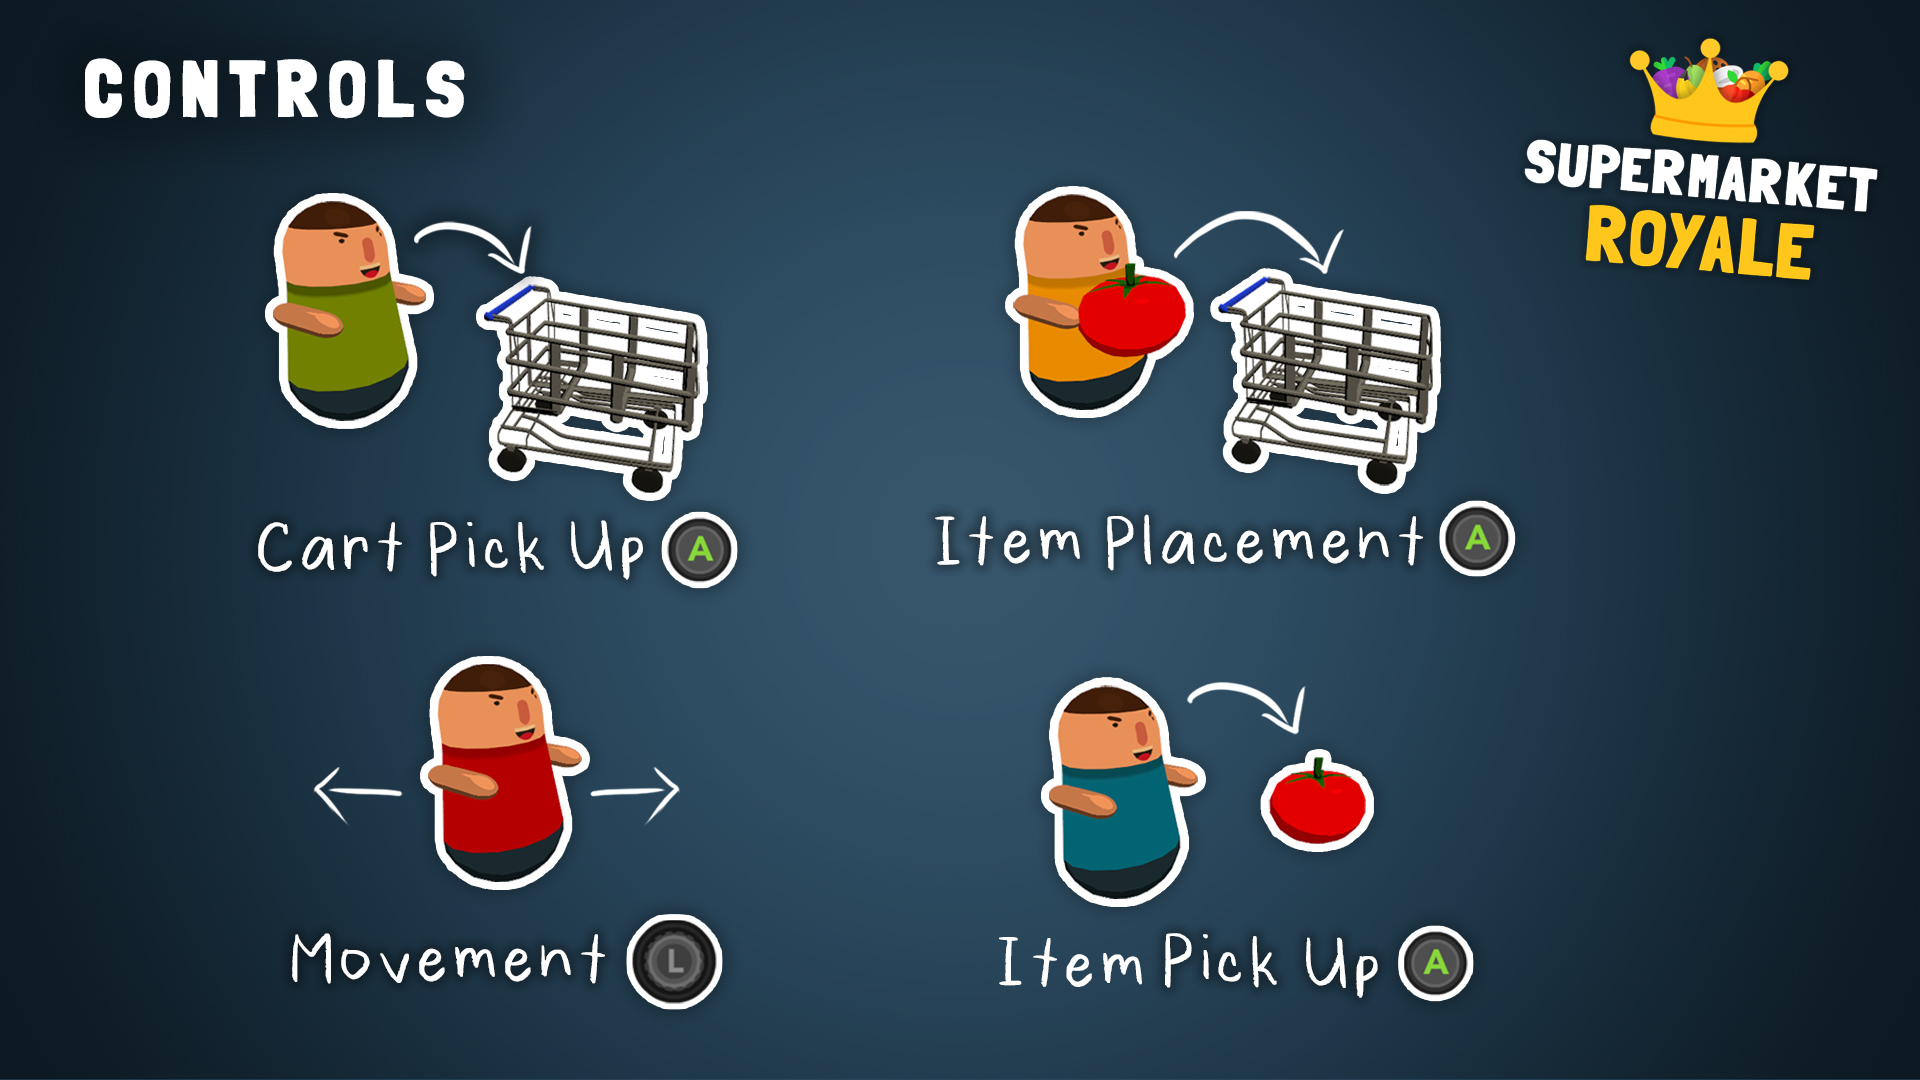 CONTROLS
SUPERMARKET
ROYALE
Cart Pick Up A
Item Placement A
Movement L
Item Pick Up A